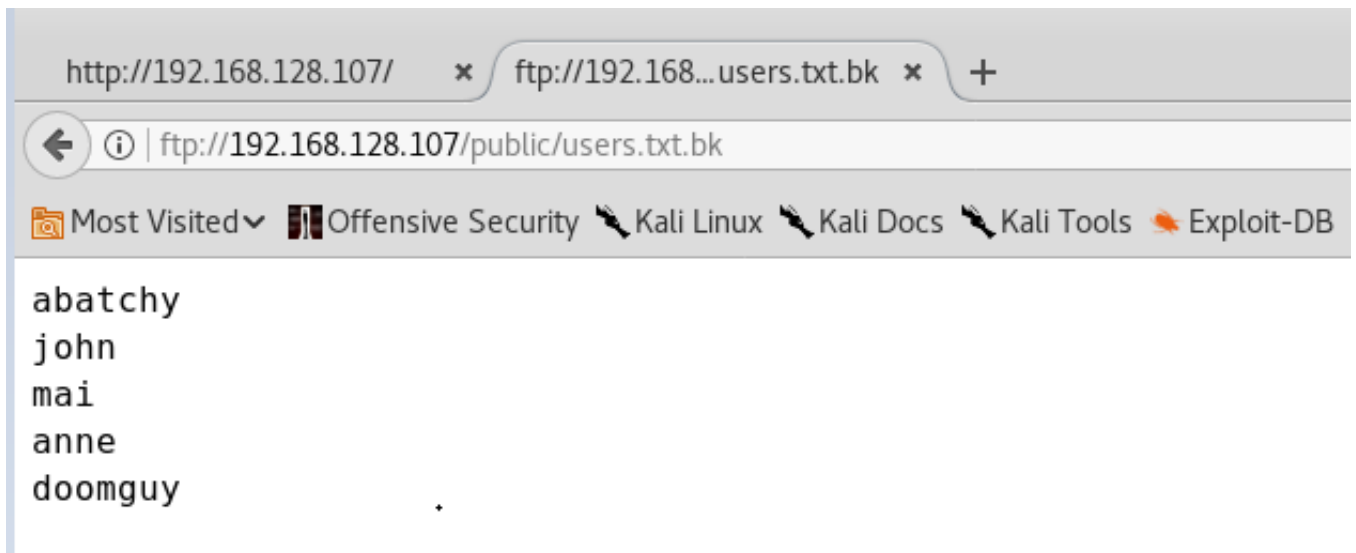 http://192.168.128.107/ × ftp://192.168...users.txt.bk × +
ftp://192.168.128.107/public/users.txt.bk
Most Visited Offensive Security Kali Linux Kali Docs Kali Tools Exploit-DB
abatchy
john
mai
anne
doomguy